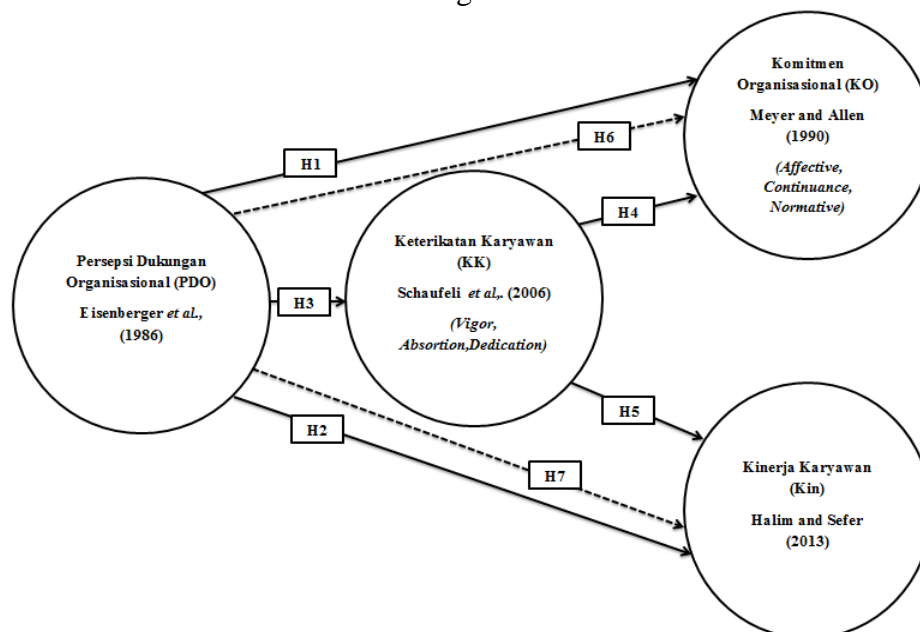 Komitmen
Organisasional (KO)
Meyer and Allen
(1990)
(Affective,
Continuance,
Normative)
H6
H1
H4
Keterikatan Karyawan
(KK)
Schaufeli et al,. (2006)
(Vigor,
Absortion,Dedication)
Persepsi Dukungan
Organisasional (PDO)
Eisenberger et al.,
(1986)
H3
H5
H2
H7
Kinerja Karyawan
(Kin)
Halim and Sefer
(2013)